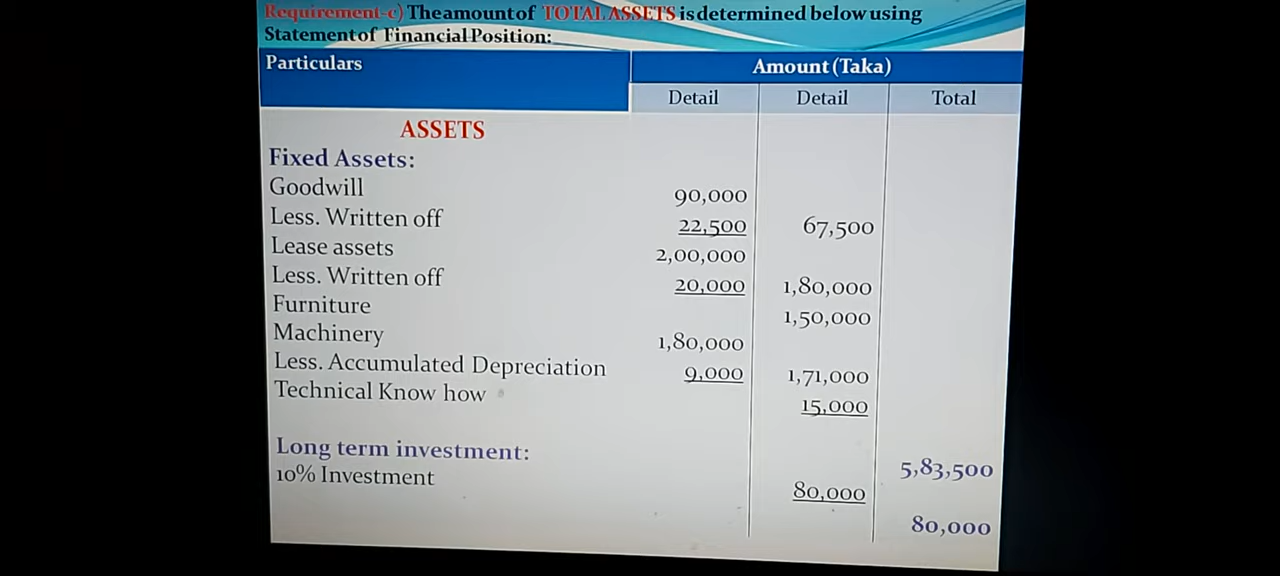 Requirement-c) The amount of TOTAL ASSETS is determined below using
Statement of Financial Position:
Particulars Amount (Taka)
Detail Detail Total
ASSETS
Fixed Assets:
Goodwill 90,000
Less. Written off 22,500 67,500
Lease assets 2,00,000
Less. Written off 20,000 1,80,000
Furniture 1,50,000
Machinery 1,80,000
Less. Accumulated Depreciation 9,000 1,71,000
Technical Know how 15,000
5,83,500
Long term investment:
10% Investment 80,000
80,000